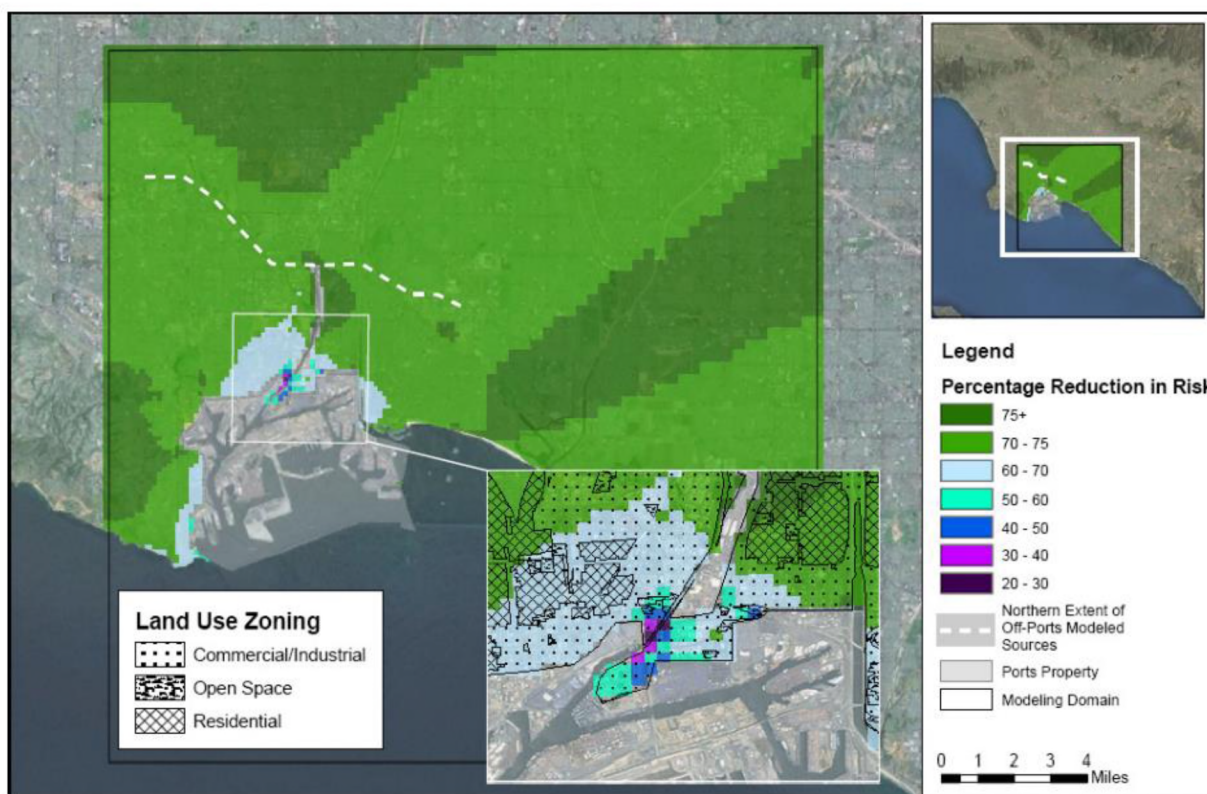 Legend
Percentage Reduction in Risk
75+
70 - 75
60 - 70
50 - 60
40 - 50
30 - 40
20 - 30
Northern Extent of
Off-Ports Modeled
Sources
Ports Property
Modeling Domain
0 1 2 3 4
Miles
Land Use Zoning
Commercial/Industrial
Open Space
Residential